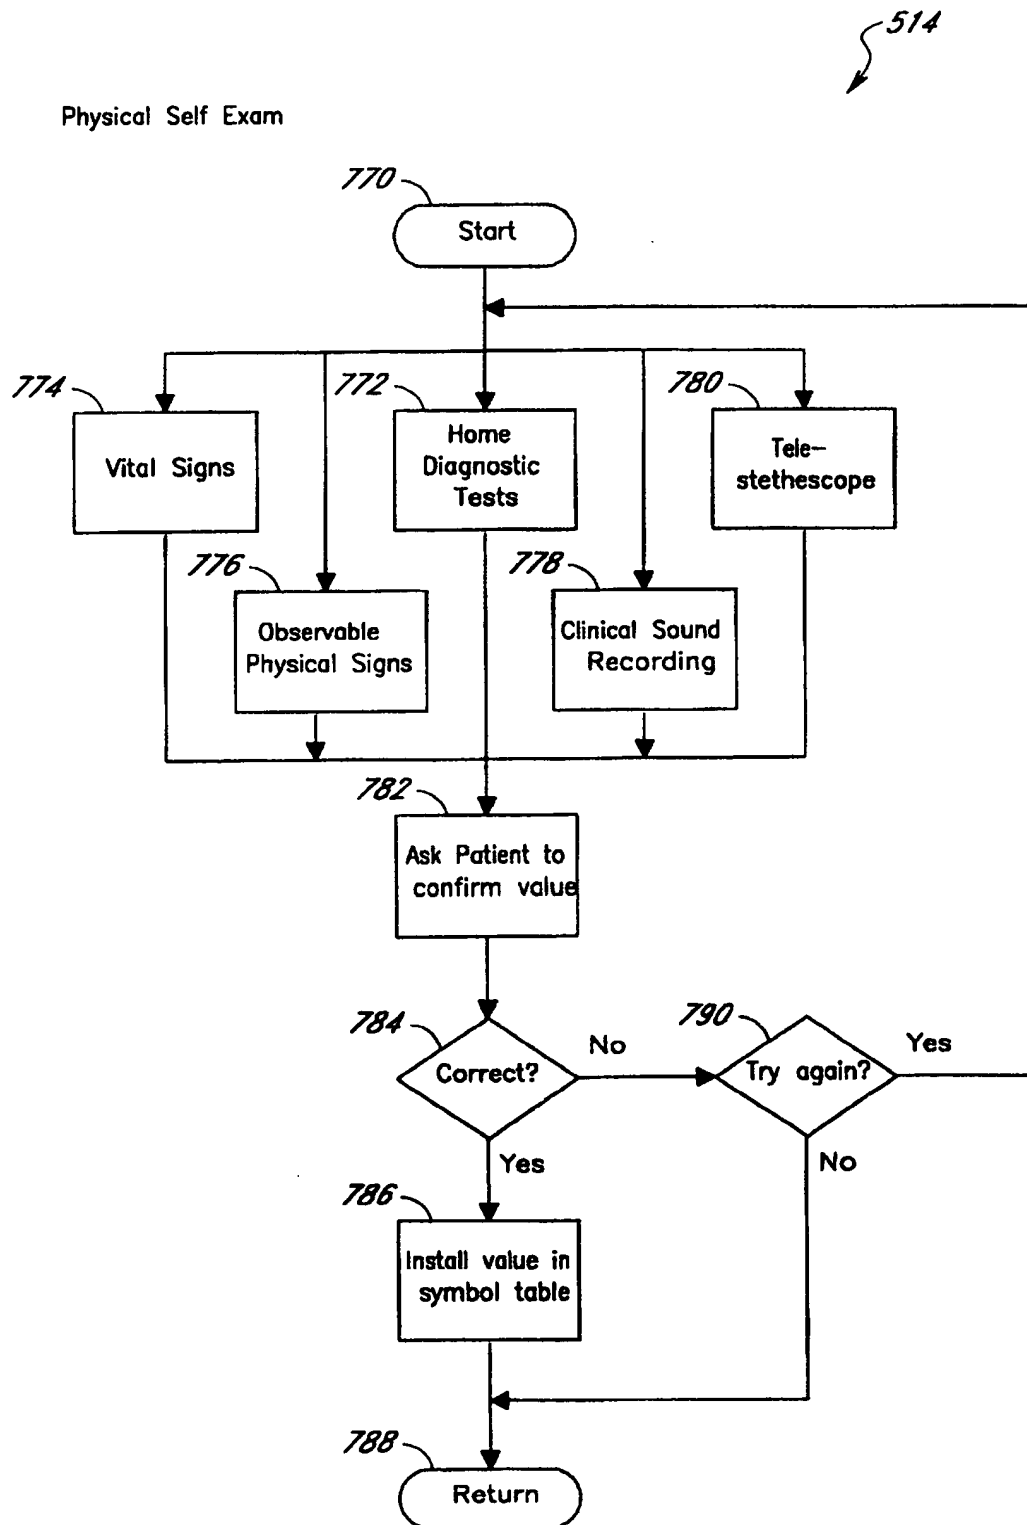 514
Physical Self Exam
770
Start
774
772
780
Vital Signs
Home
Diagnostic
Tests
Tele-
stethescope
776
778
Observable
Physical Signs
Clinical Sound
Recording
782
Ask Patient to
confirm value
784
Correct?
No
790
Try again?
Yes
Yes
No
786
Install value in
symbol table
788
Return